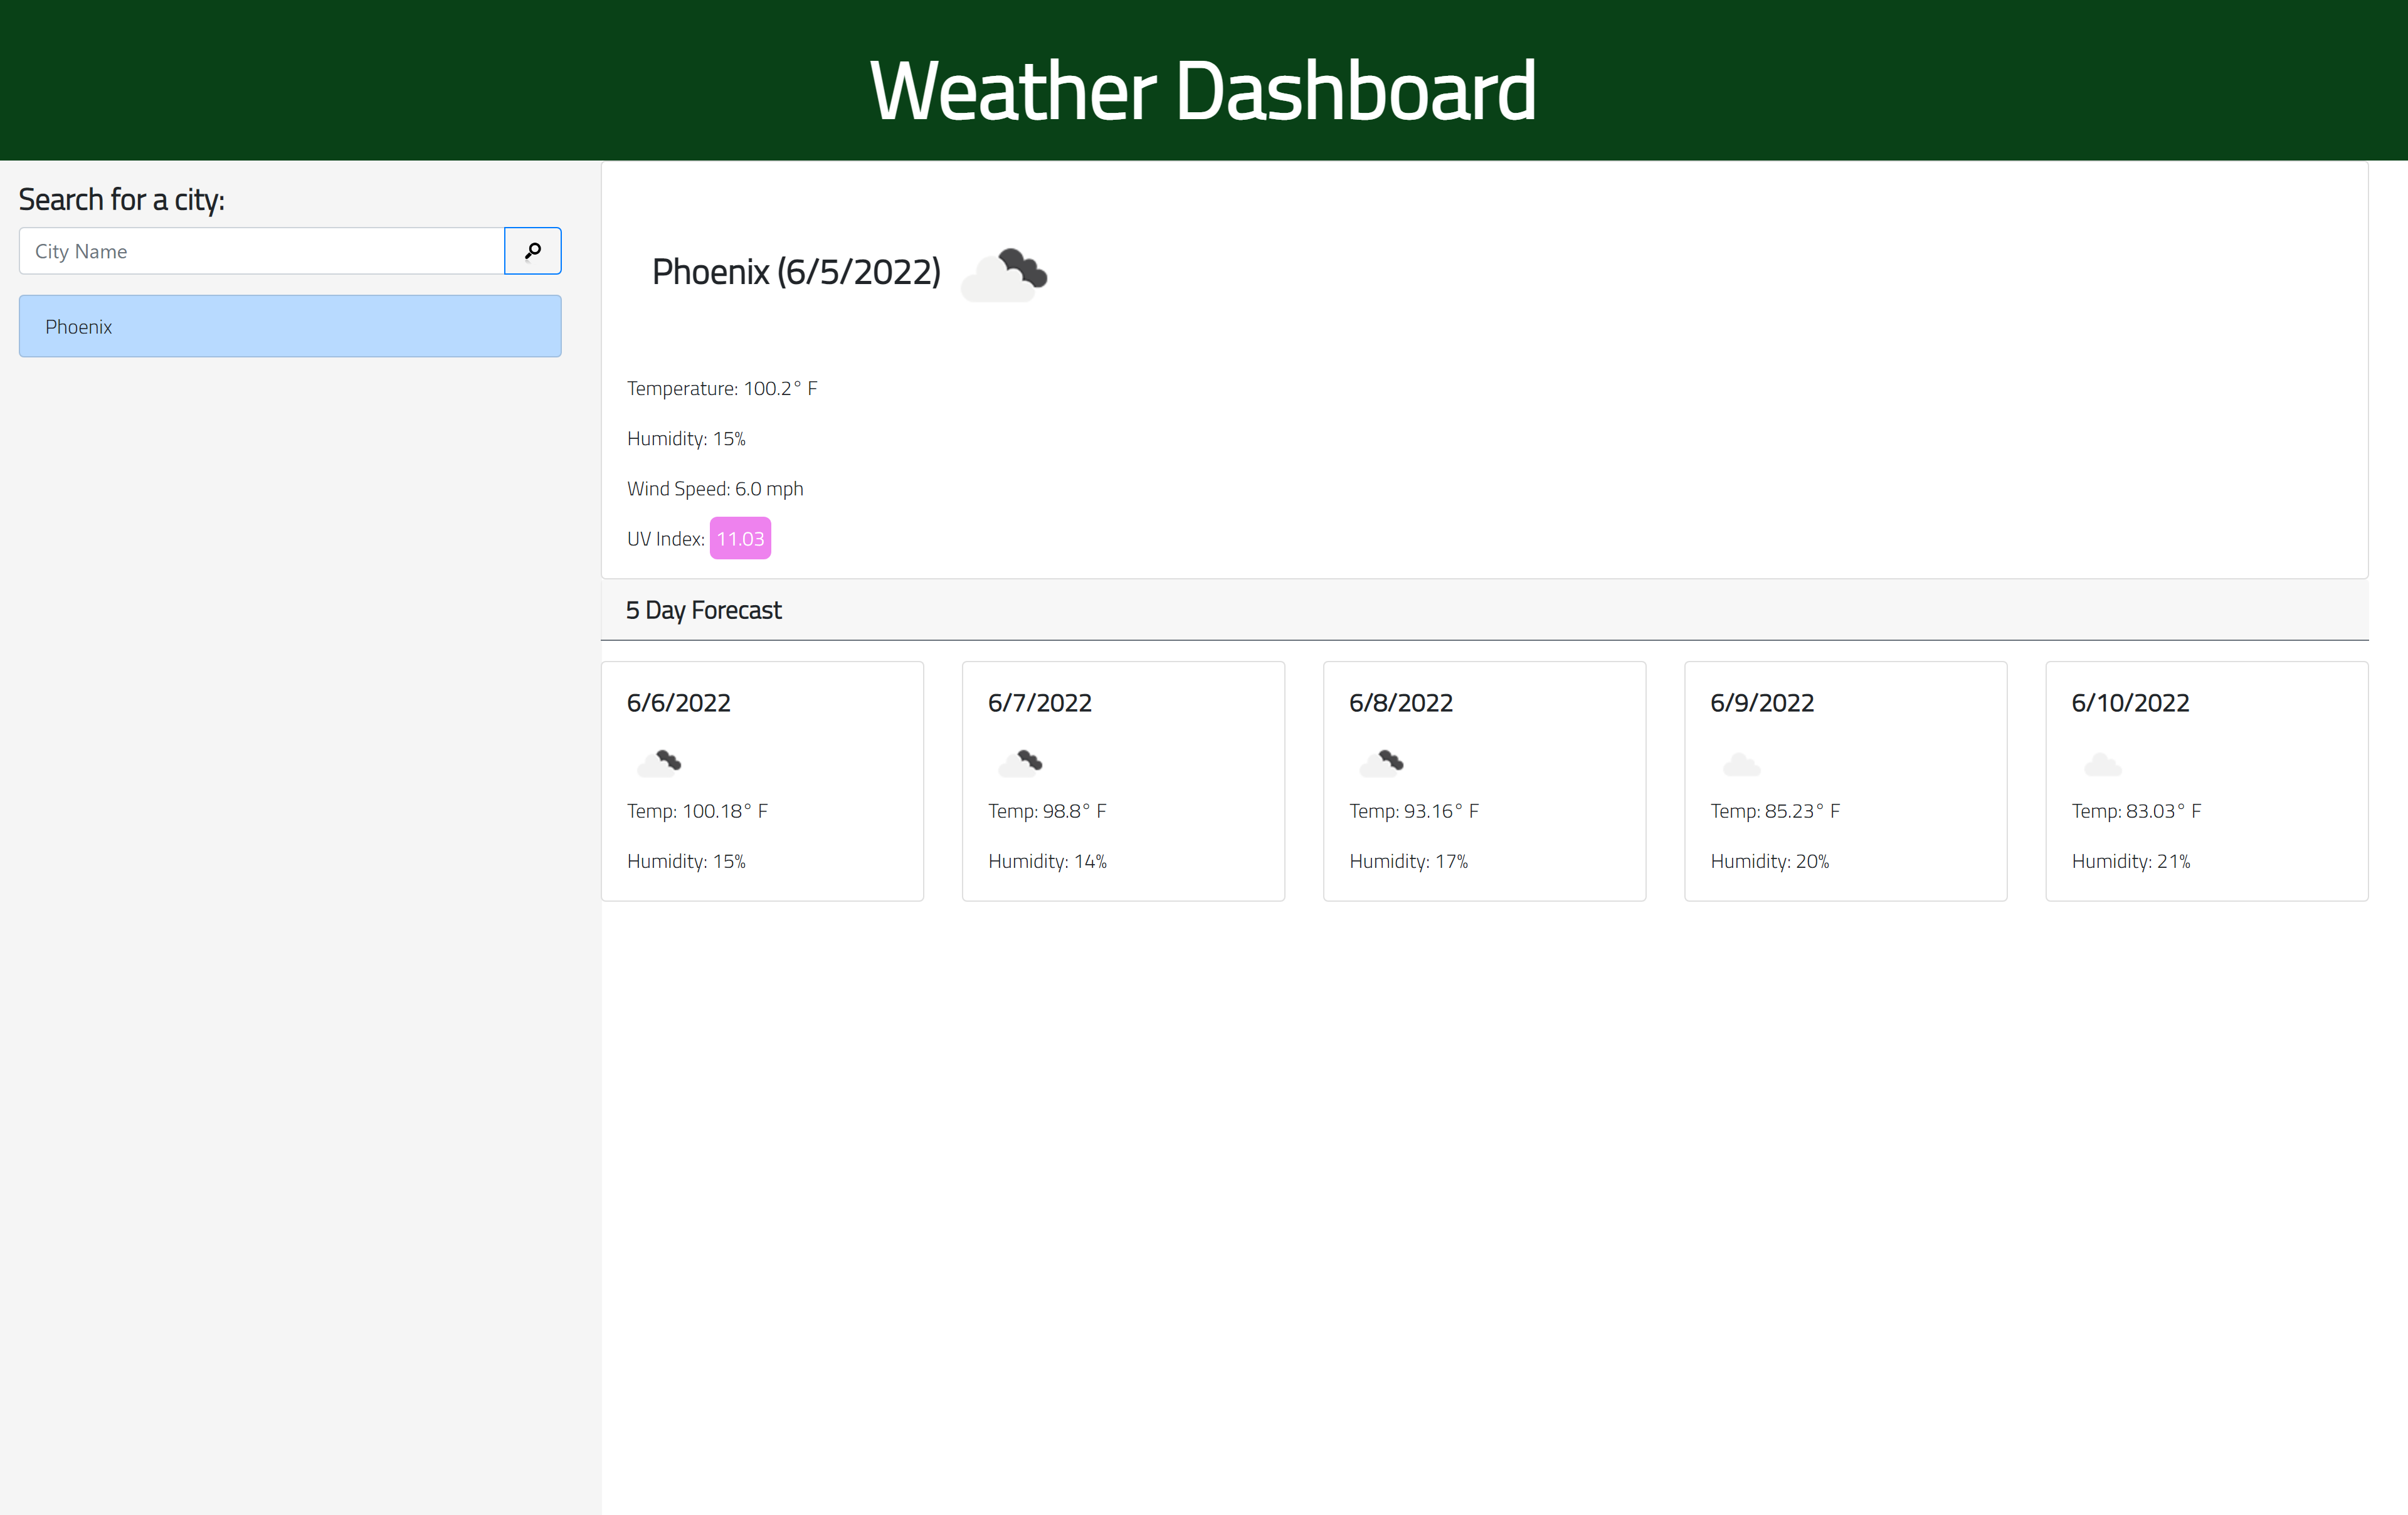 Weather Dashboard
Search for a city:
City Name
Phoenix
Phoenix (6/5/2022)
Temperature: 100.2° F
Humidity: 15%
Wind Speed: 6.0 mph
UV Index: 11.03
5 Day Forecast
6/6/2022
Temp: 100.18° F
Humidity: 15%
6/7/2022
Temp: 98.8° F
Humidity: 14%
6/8/2022
Temp: 93.16° F
Humidity: 17%
6/9/2022
Temp: 85.23° F
Humidity: 20%
6/10/2022
Temp: 83.03° F
Humidity: 21%